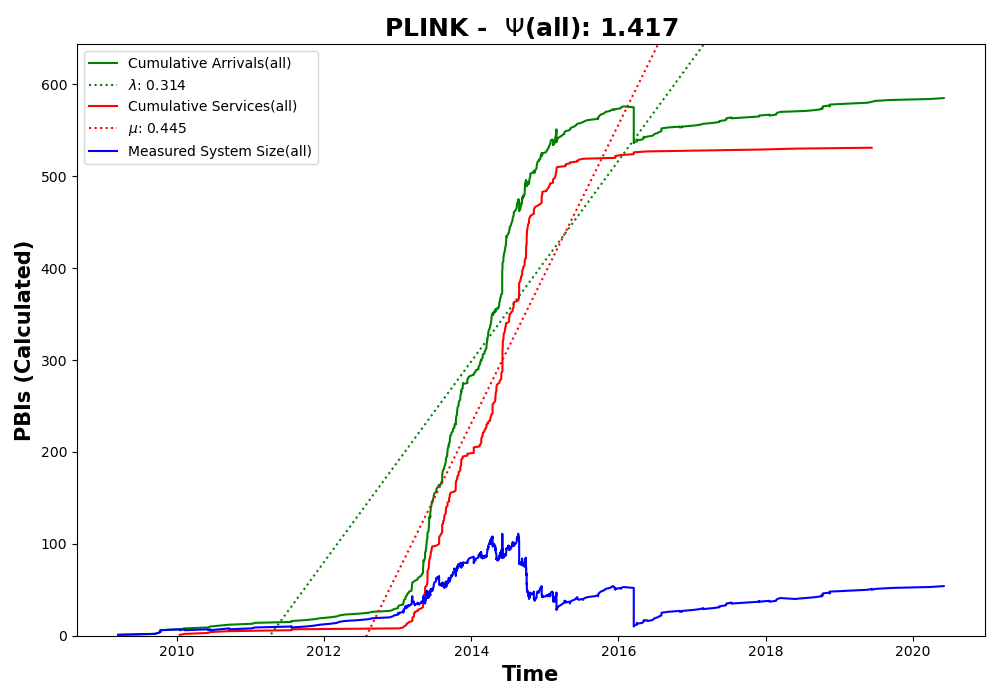 PLINK - Ψ(all): 1.417
Cumulative Arrivals(all)
λ: 0.314
Cumulative Services(all)
μ: 0.445
Measured System Size(all)
PBIs (Calculated)
600
500
400
300
200
100
0
2010 2012 2014 2016 2018 2020
Time